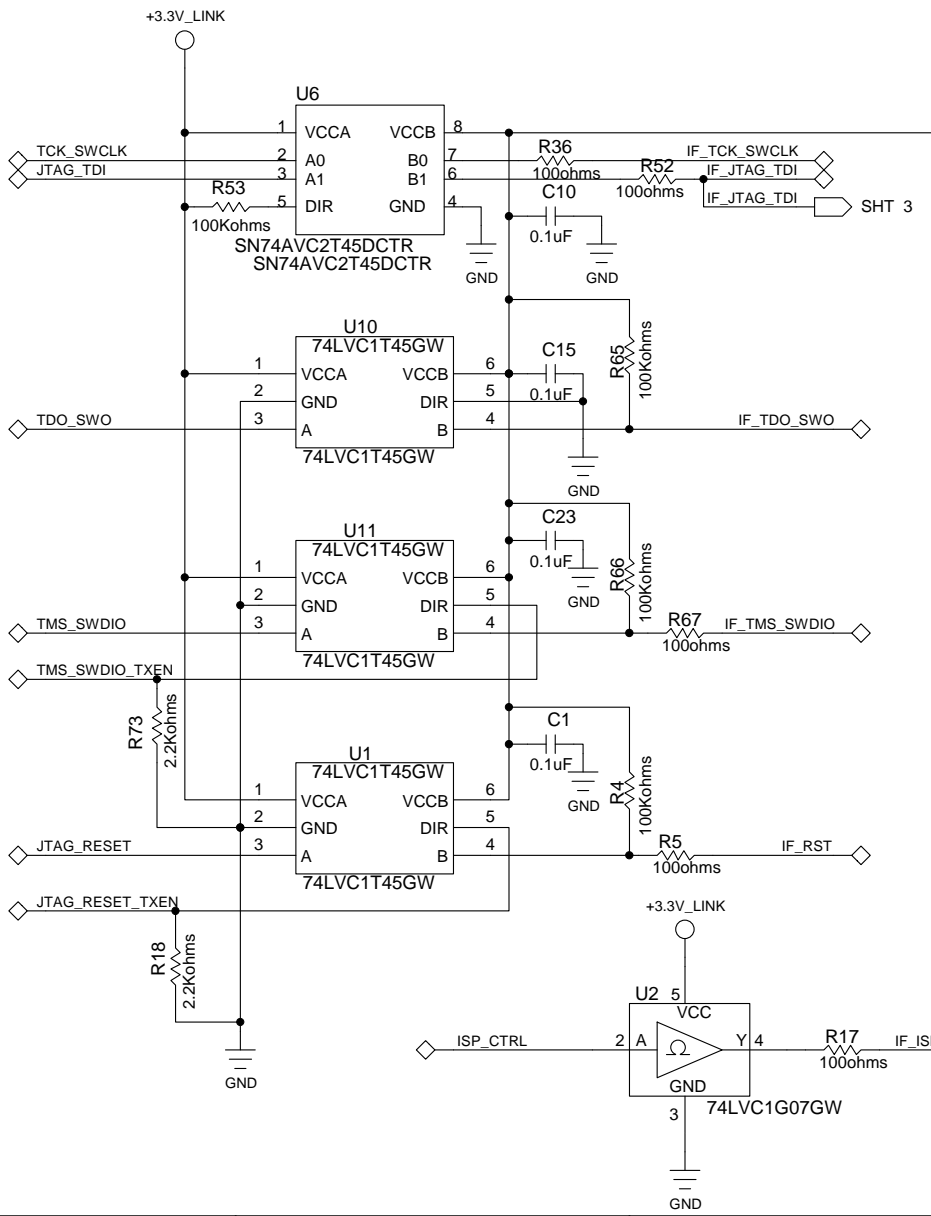 +3.3V_LINK
U6
1 VCCA VCCB 8
TCK_SWCLK 2 A0 B0 7 R36 IF_TCK_SWCLK
100ohms
JTAG_TDI 3 A1 B1 6 R52 IF_JTAG_TDI
100ohms
R53 5 DIR GND 4 C10 IF_JTAG_TDI SHT 3
100Kohms
0.1uF
SN74AVC2T45DCTR
SN74AVC2T45DCTR
GND GND
U10
74LVC1T45GW
1 VCCA VCCB 6 C15 R65
2 GND DIR 5 0.1uF 100Kohms
TDO_SWO 3 A B 4 IF_TDO_SWO
74LVC1T45GW
GND
U11
74LVC1T45GW
1 VCCA VCCB 6 C23 R66
2 GND DIR 5 0.1uF 100Kohms
GND
TMS_SWDIO 3 A B 4 R67 IF_TMS_SWDIO
100ohms
74LVC1T45GW
TMS_SWDIO_TXEN
R73
2.2Kohms
U1
74LVC1T45GW
1 VCCA VCCB 6 C1 R4
2 GND DIR 5 0.1uF 100Kohms
GND
JTAG_RESET 3 A B 4 R5 IF_RST
100ohms
74LVC1T45GW
JTAG_RESET_TXEN
R18
2.2Kohms
GND
+3.3V_LINK
U2 5
VCC
ISP_CTRL 2 A Ω Y 4 R17 IF_ISP
100ohms
GND
3 74LVC1G07GW
GND